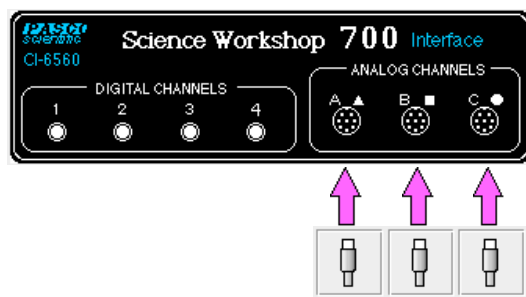 PASCO
scientific
CI-6560
Science Workshop 700 Interface
DIGITAL CHANNELS
1 2 3 4
ANALOG CHANNELS
A ▲ B ■ C ●